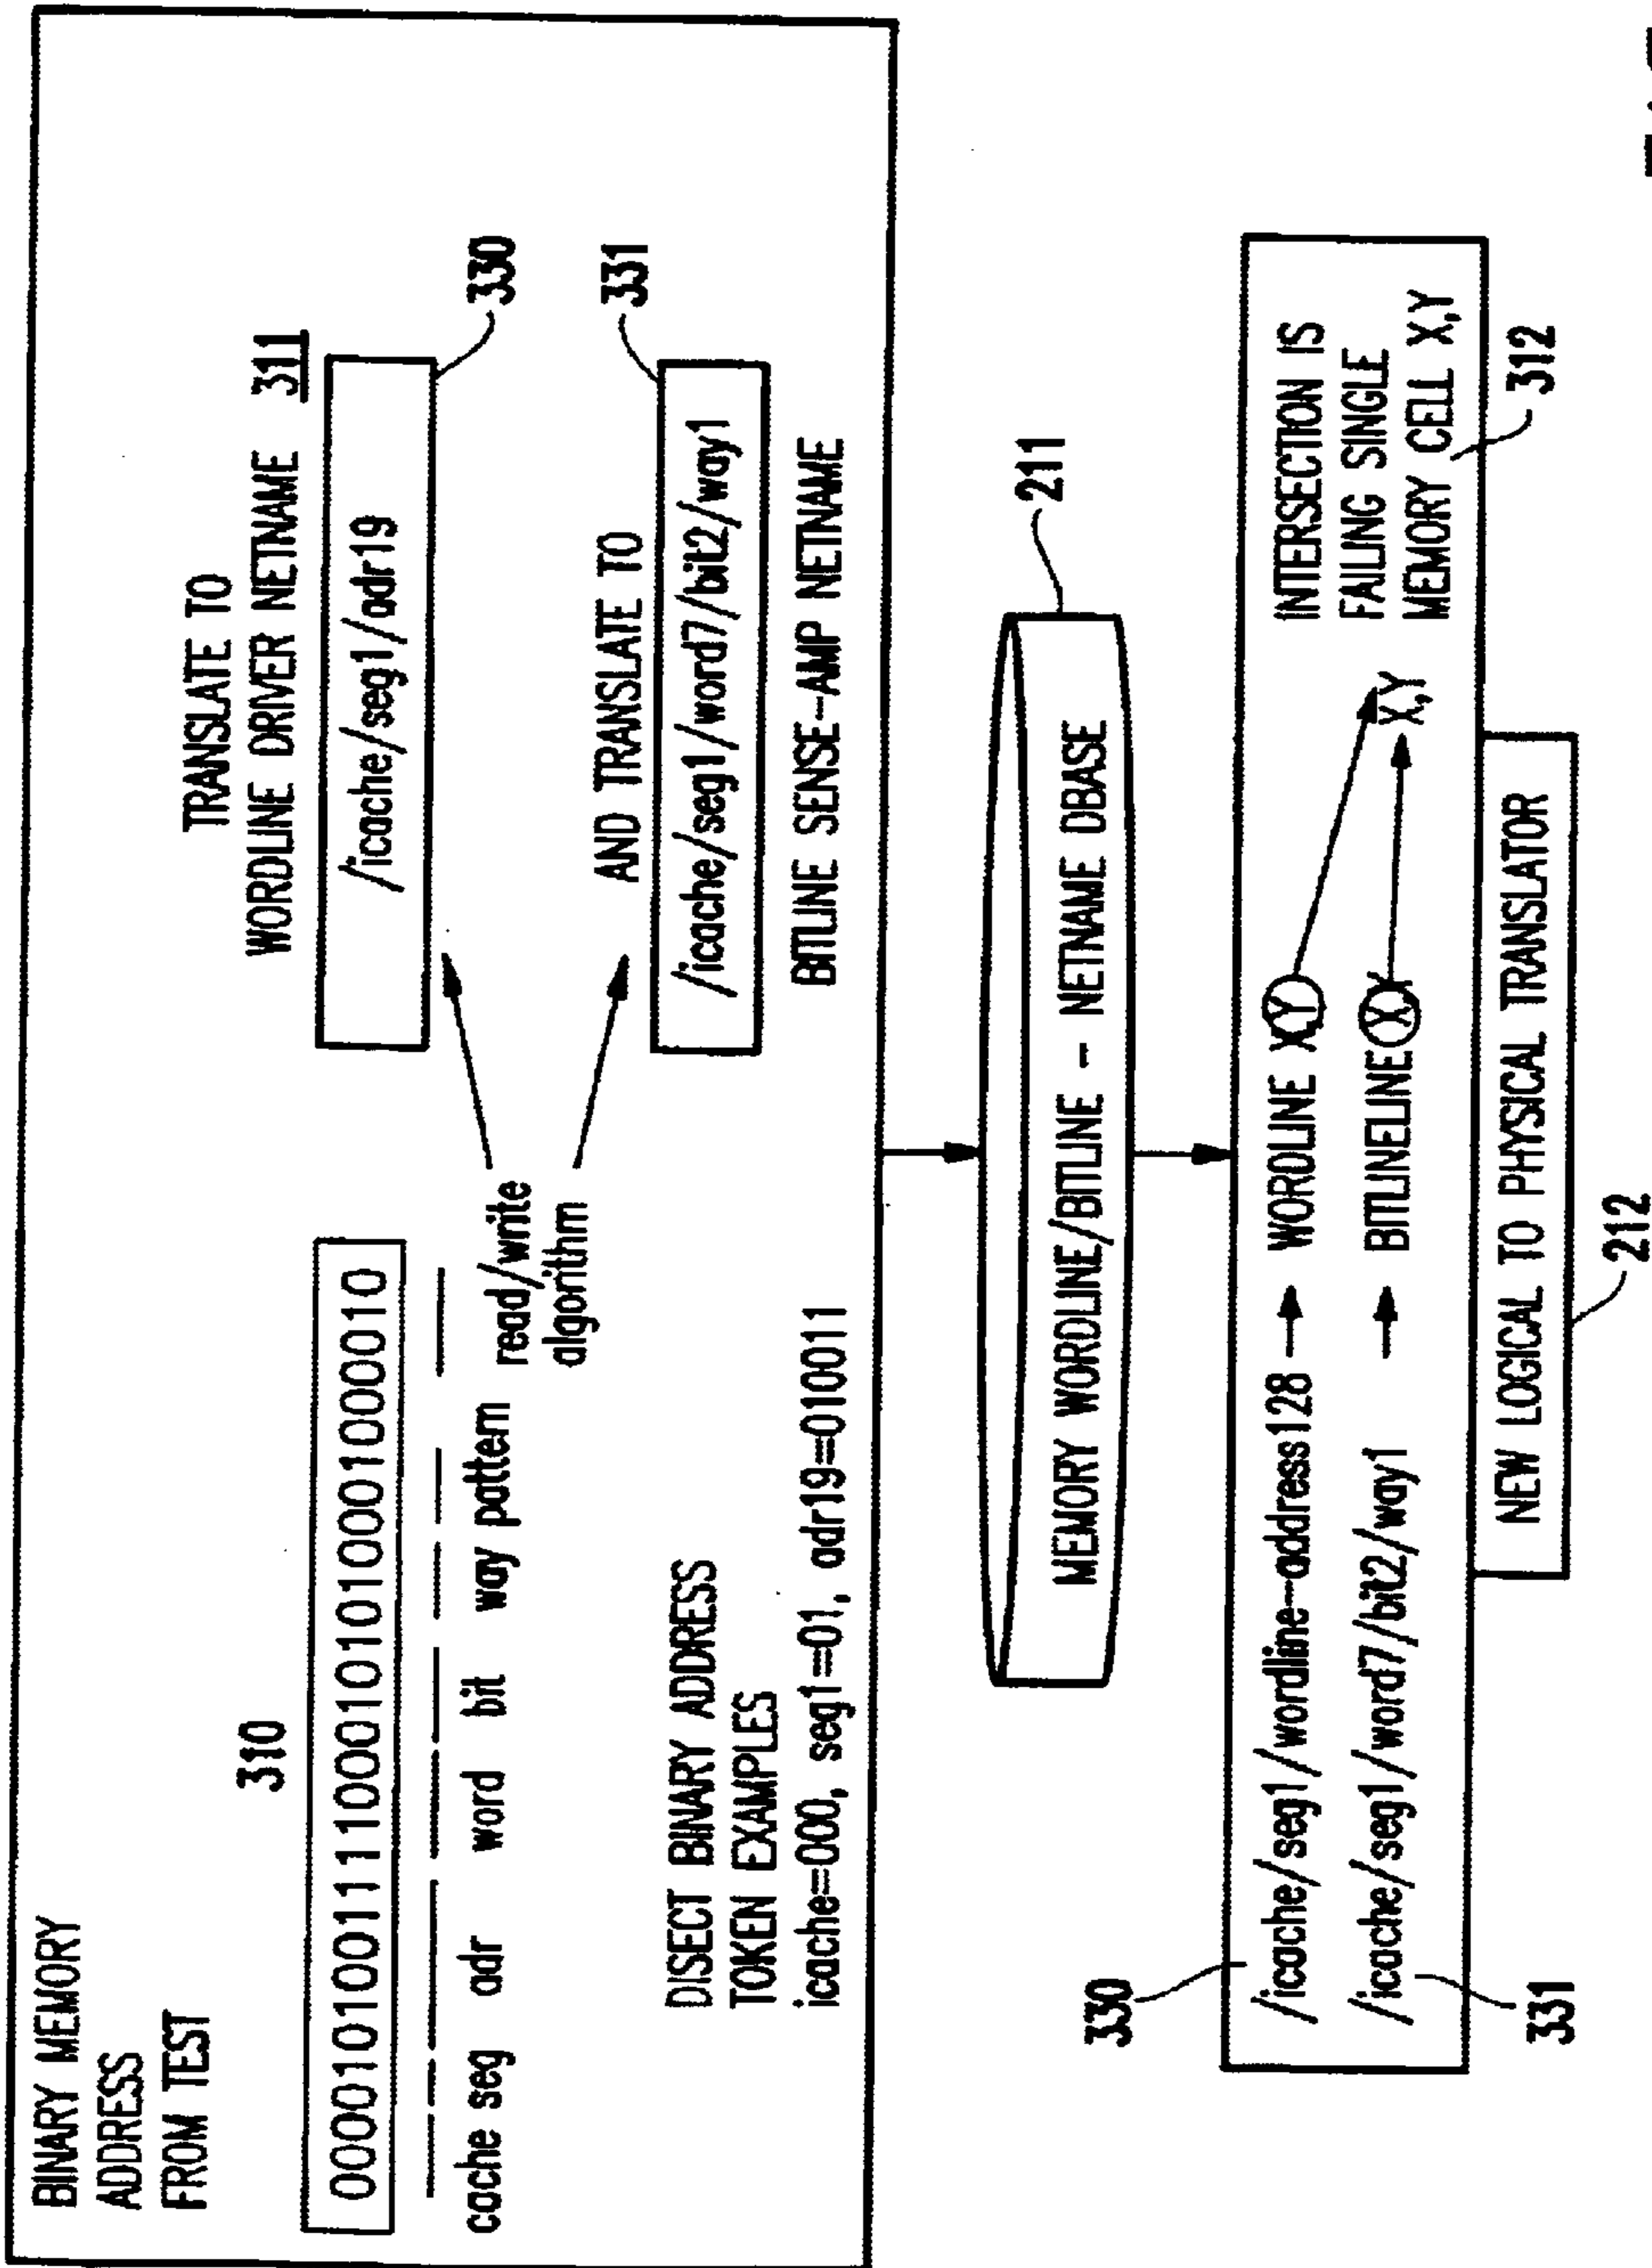 BINARY MEMORY
ADDRESS
FROM TEST
310
00010100111100010101010001000010
cache seg adr word bit way pattern
read/write
algorithm
DISECT BINARY ADDRESS
TOKEN EXAMPLES
icache=000, seg1=01, adr19=010011
TRANSLATE TO
WORDLINE DRIVER NETNAME 311
/icache/seg1/adr19
330
AND TRANSLATE TO
331
/icache/seg1/word7/bit2/way1
BITLINE SENSE-AMP NETNAME
211
MEMORY WORDLINE/BITLINE - NETNAME DBASE
330
/icache/seg1/wordline-address128 WORDLINE X,Y
/icache/seg1/word7/bit2/way1 BITLINELINE X,Y
331
X,Y
INTERSECTION IS
FAILING SINGLE
MEMORY CELL X,Y
312
NEW LOGICAL TO PHYSICAL TRANSLATOR
212